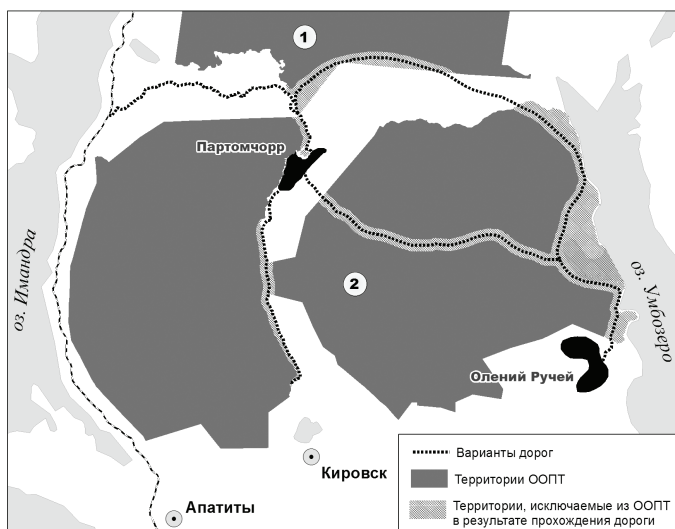 1
Партомчорр
оз. Имандра
2
оз. Умбозеро
Олений Ручей
Кировск
Апатиты
Варианты дорог
Территории ООПТ
Территории, исключаемые из ООПТ
в результате прохождения дороги